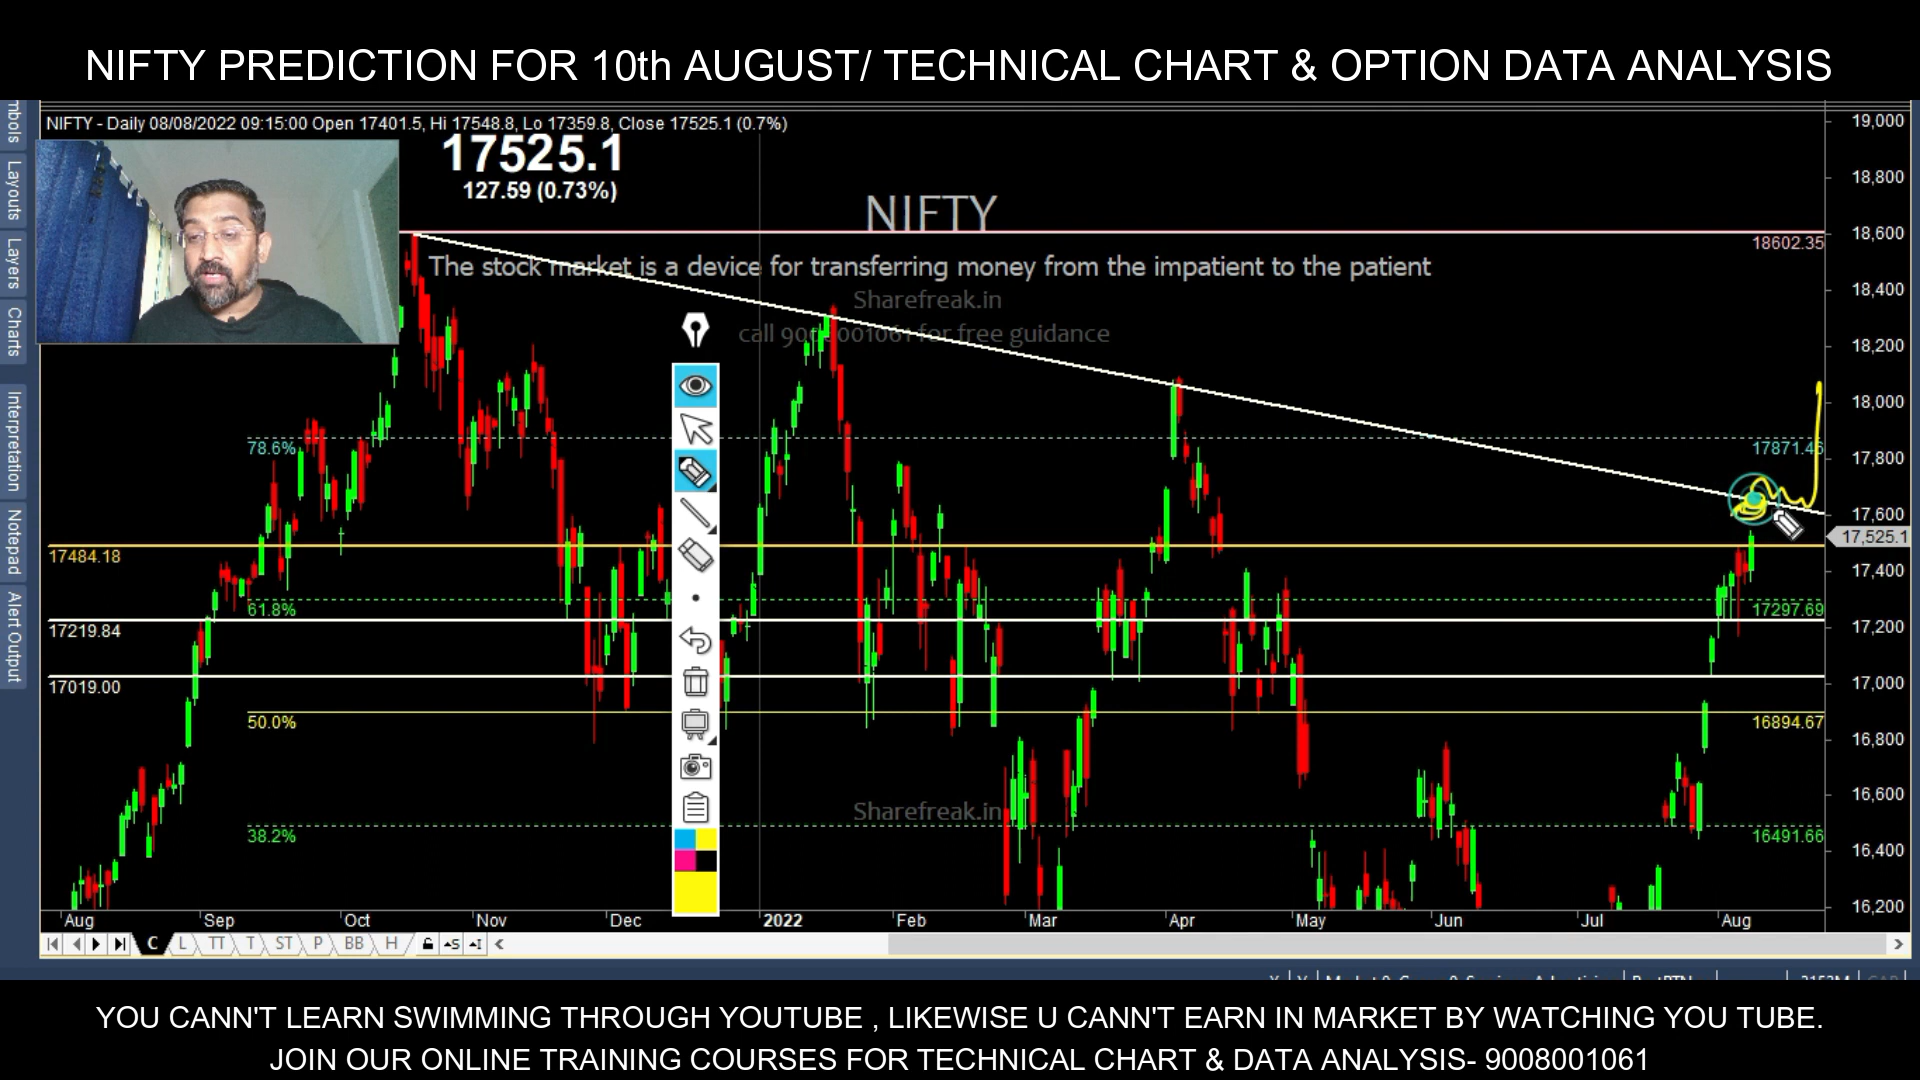 NIFTY PREDICTION FOR 10th AUGUST/ TECHNICAL CHART & OPTION DATA ANALYSIS
mbols
Layouts
Layers
Charts
Interpretation
Notepad
Alert Output
NIFTY - Daily 08/08/2022 09:15:00 Open 17401.5, Hi 17548.8, Lo 17359.8, Close 17525.1 (0.7%)
17525.1
127.59 (0.73%)
NIFTY
The stock market is a device for transferring money from the impatient to the patient
Sharefreak.in
for free guidance
18602.35
78.6%
17871.46
17484.18
61.8%
17297.69
17219.84
17019.00
50.0%
16894.67
Sharefreak.in
38.2%
16491.66
19,000
18,800
18,600
18,400
18,200
18,000
17,800
17,600
17,525.1
17,400
17,200
17,000
16,800
16,600
16,400
16,200
Aug Sep Oct Nov Dec 2022 Feb Mar Apr May Jun Jul Aug
C L TT T ST P BB H
YOU CANN'T LEARN SWIMMING THROUGH YOUTUBE , LIKEWISE U CANN'T EARN IN MARKET BY WATCHING YOU TUBE.
JOIN OUR ONLINE TRAINING COURSES FOR TECHNICAL CHART & DATA ANALYSIS- 9008001061